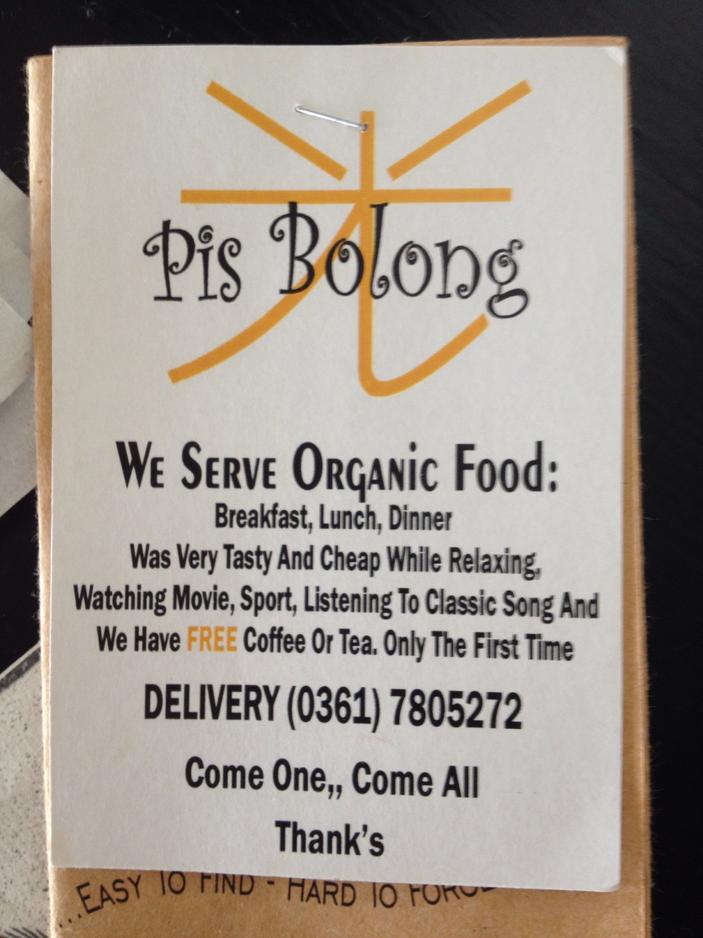 光
Pis Bolong
We Serve Organic Food:
Breakfast, Lunch, Dinner
Was Very Tasty And Cheap While Relaxing,
Watching Movie, Sport, Listening To Classic Song And
We Have FREE Coffee Or Tea. Only The First Time
DELIVERY (0361) 7805272
Come One,, Come All
Thank's
...EASY TO FIND - HARD TO